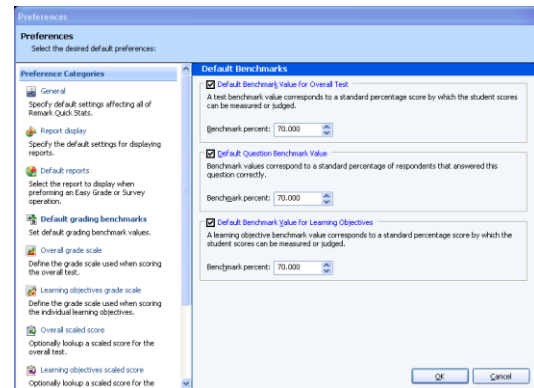 Preferences
Preferences
Select the desired default preferences:
Preference Categories
General
Specify default settings affecting all of
Remark Quick Stats.
Report display
Specify the default settings for displaying
reports.
Default reports
Select the report to display when
preforming an Easy Grade or Survey
operation.
Default grading benchmarks
Set default grading benchmark values.
Overall grade scale
Define the grade scale used when scoring
the overall test.
Learning objectives grade scale
Define the grade scale used when scoring
the individual learning objectives.
Overall scaled score
Optionally lookup a scaled score for the
overall test.
Learning objectives scaled score
Optionally lookup a scaled score for the
Default Benchmarks
Default Benchmark Value for Overall Test
A test benchmark value corresponds to a standard percentage score by which the student scores
can be measured or judged.
Benchmark percent: 70.000
Default Question Benchmark Value
Benchmark values correspond to a standard percentage of respondents that answered this
question correctly.
Benchmark percent: 70.000
Default Benchmark Value for Learning Objectives
A learning objective benchmark value corresponds to a standard percentage score by which the
student scores can be measured or judged.
Benchmark percent: 70.000
OK Cancel